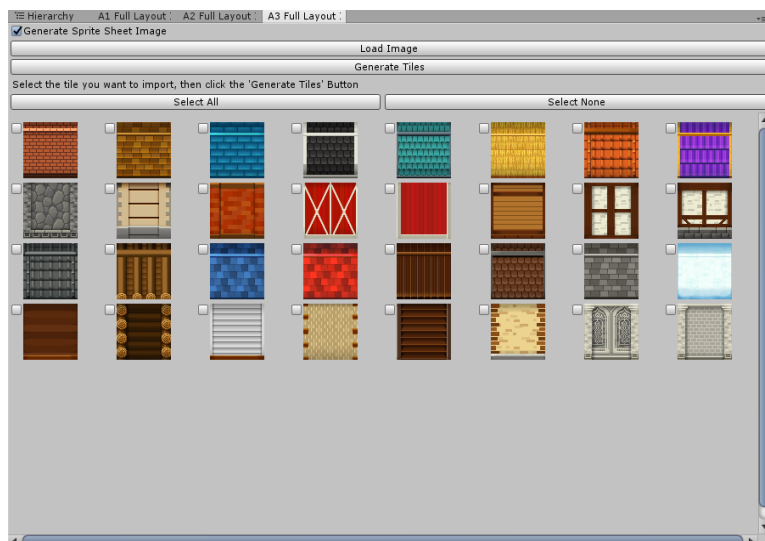 Hierarchy A1 Full Layout : A2 Full Layout : A3 Full Layout :
Generate Sprite Sheet Image
Load Image
Generate Tiles
Select the tile you want to import, then click the 'Generate Tiles' Button
Select All Select None